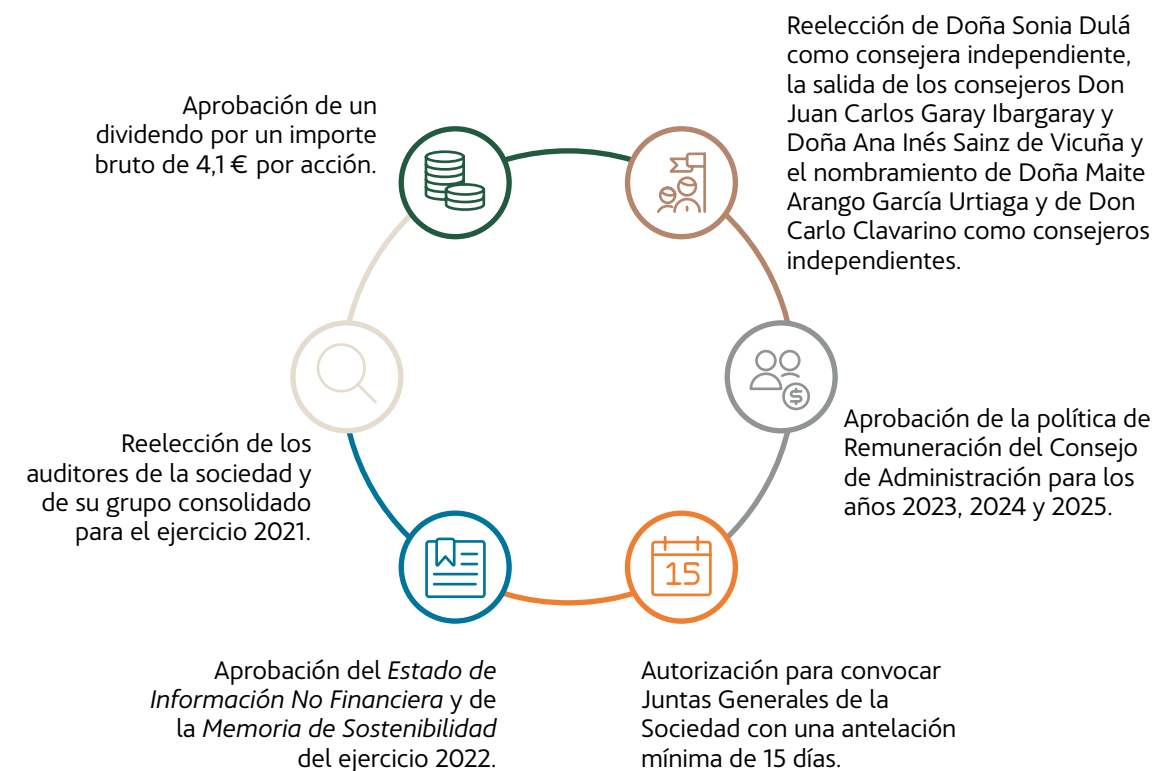 Aprobación de un
dividendo por un importe
bruto de 4,1 € por acción.
Reelección de Doña Sonia Dulá
como consejera independiente,
la salida de los consejeros Don
Juan Carlos Garay Ibargaray y
Doña Ana Inés Sainz de Vicuña y
el nombramiento de Doña Maite
Arango García Urtiaga y de Don
Carlo Clavarino como consejeros
independientes.
Aprobación de la política de
Remuneración del Consejo
de Administración para los
años 2023, 2024 y 2025.
Reelección de los
auditores de la sociedad y
de su grupo consolidado
para el ejercicio 2021.
15
Aprobación del Estado de
Información No Financiera y de
la Memoria de Sostenibilidad
del ejercicio 2022.
Autorización para convocar
Juntas Generales de la
Sociedad con una antelación
mínima de 15 días.